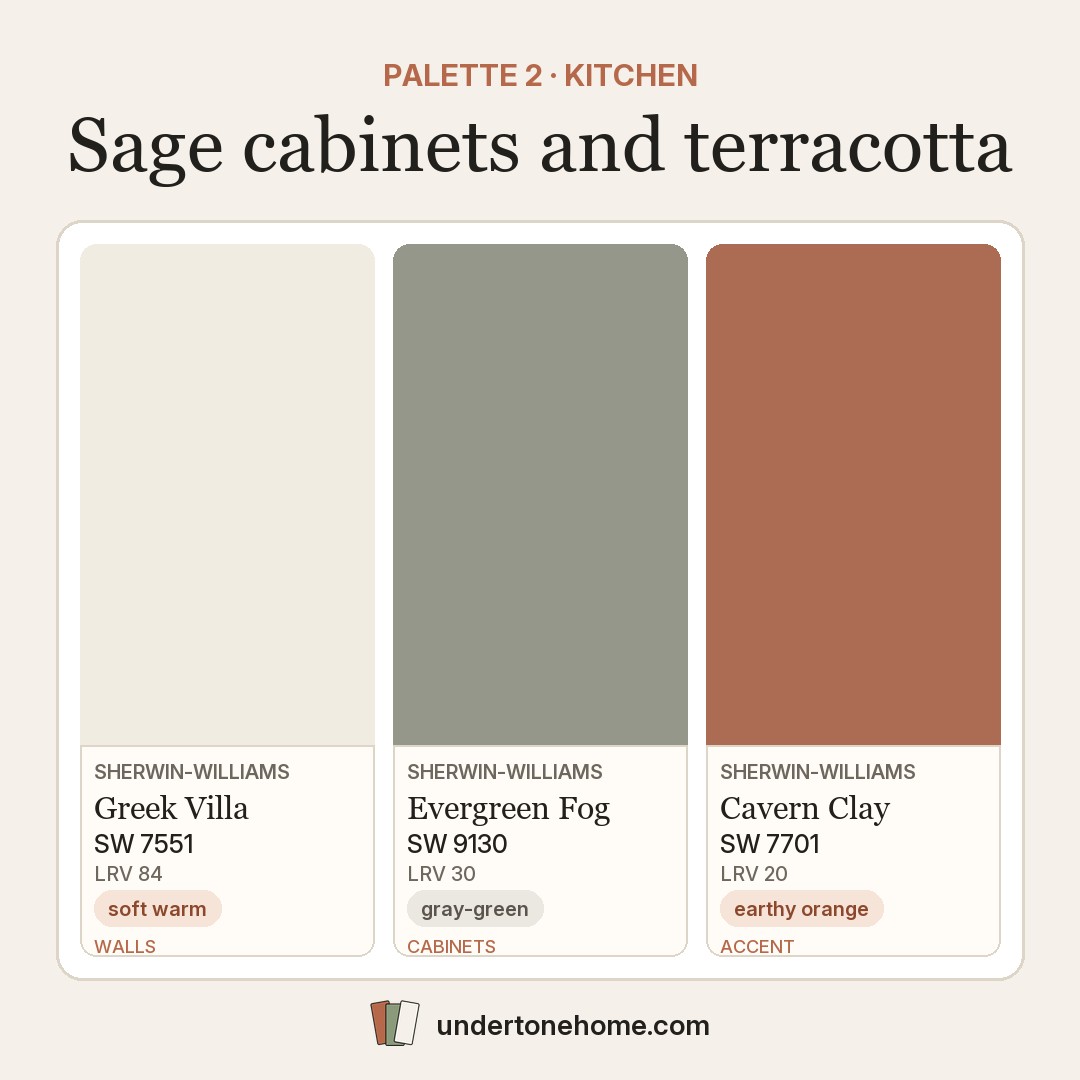 PALETTE 2 · KITCHEN
Sage cabinets and terracotta
SHERWIN-WILLIAMS
Greek Villa
SW 7551
LRV 84
soft warm
WALLS
SHERWIN-WILLIAMS
Evergreen Fog
SW 9130
LRV 30
gray-green
CABINETS
SHERWIN-WILLIAMS
Cavern Clay
SW 7701
LRV 20
earthy orange
ACCENT
undertonehome.com